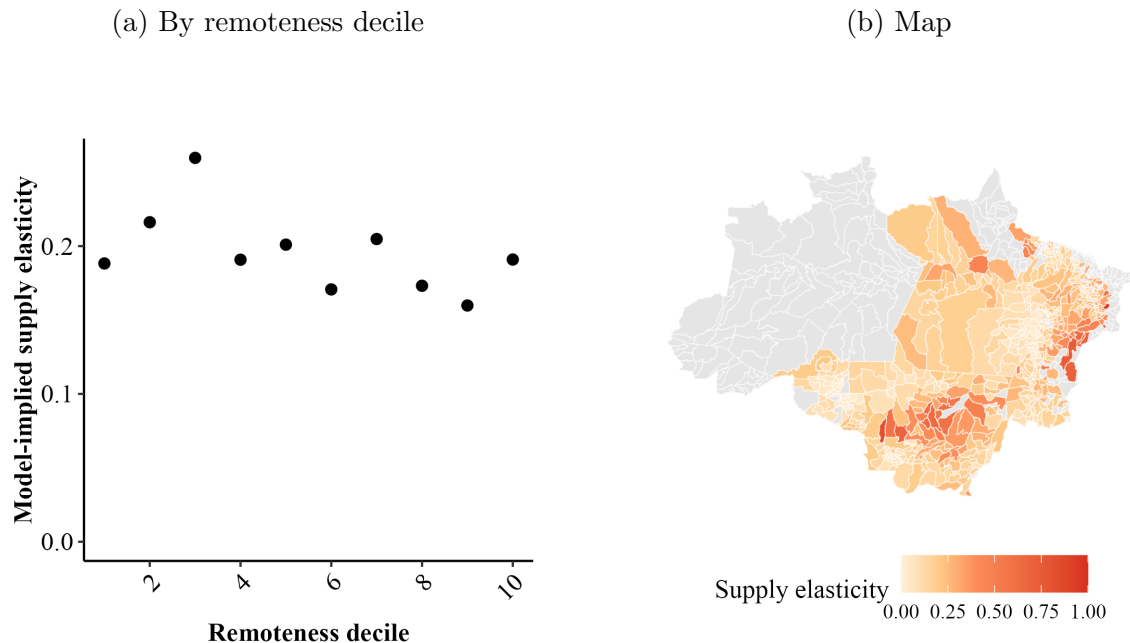 (a) By remoteness decile
(b) Map
Model-implied supply elasticity
0.2
0.1
0.0
2 4 6 8 10
Remoteness decile
Supply elasticity
0.00 0.25 0.50 0.75 1.00